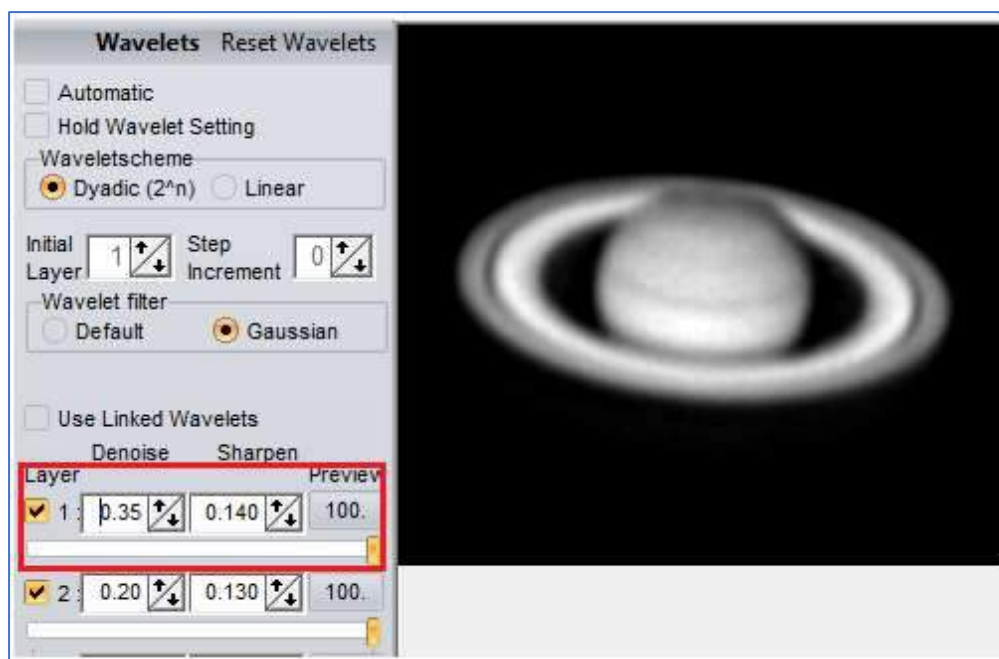 Wavelets Reset Wavelets
Automatic
Hold Wavelet Setting
Waveletscheme
Dyadic (2^n) Linear
Initial Layer 1 Step Increment 0
Wavelet filter
Default Gaussian
Use Linked Wavelets
Denoise Sharpen
Layer Preview
1 : 0.35 0.140 100.
2 : 0.20 0.130 100.